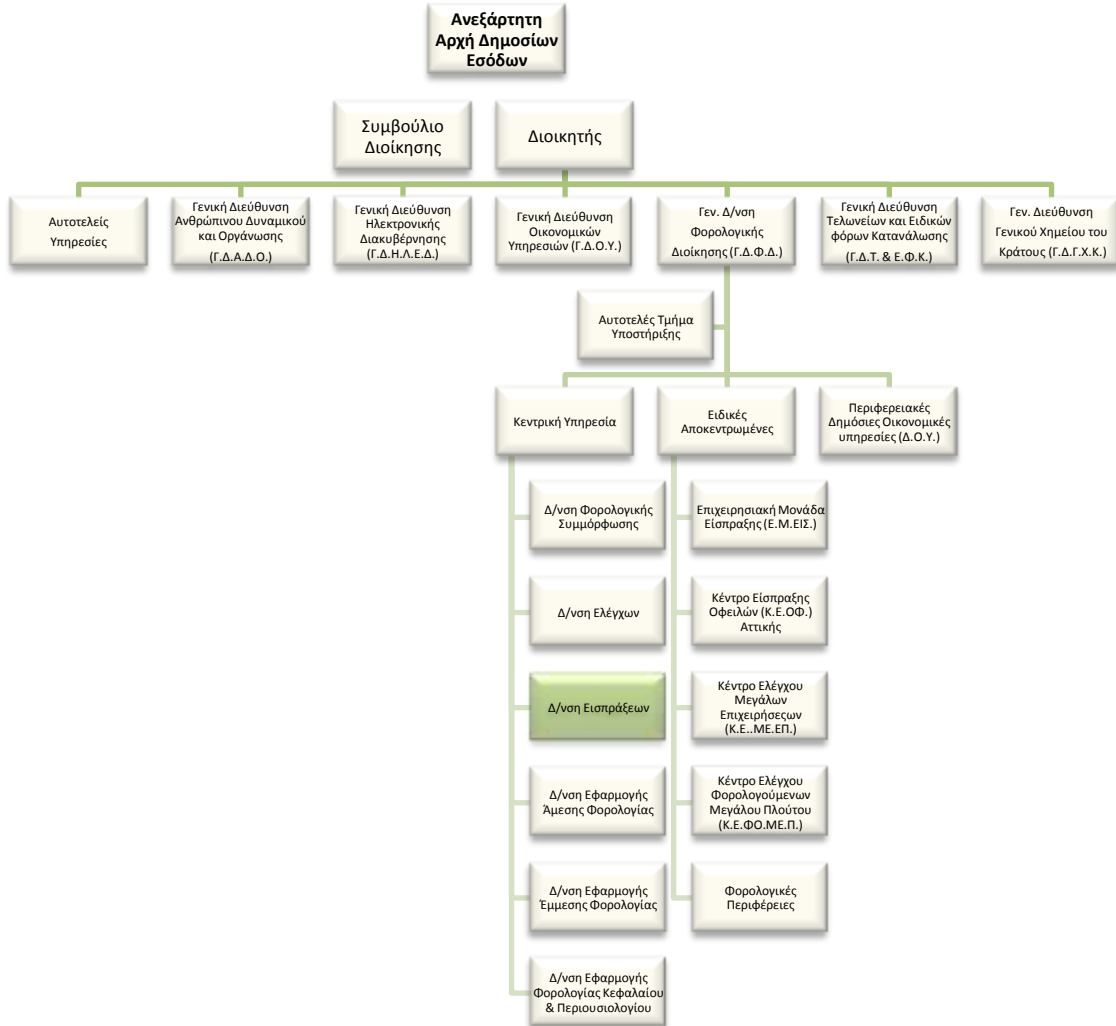 Ανεξάρτητη
Αρχή Δημοσίων
Εσόδων
Συμβούλιο
Διοίκησης
Διοικητής
Αυτοτελείς
Υπηρεσίες
Γενική Διεύθυνση
Ανθρώπινου Δυναμικού
και Οργάνωσης
(Γ.Δ.Α.Δ.Ο.)
Γενική Διεύθυνση
Ηλεκτρονικής
Διακυβέρνησης
(Γ.Δ.Η.Λ.Ε.Δ.)
Γενική Διεύθυνση
Οικονομικών
Υπηρεσιών (Γ.Δ.Ο.Υ.)
Γεν. Δ/νση
Φορολογικής
Διοίκησης (Γ.Δ.Φ.Δ.)
Γενική Διεύθυνση
Τελωνείων και Ειδικών
φόρων Κατανάλωσης
(Γ.Δ.Τ. & Ε.Φ.Κ.)
Γεν. Διεύθυνση
Γενικού Χημείου του
Κράτους (Γ.Δ.Γ.Χ.Κ.)
Αυτοτελές Τμήμα
Υποστήριξης
Κεντρική Υπηρεσία
Ειδικές
Αποκεντρωμένες
Περιφερειακές
Δημόσιες Οικονομικές
υπηρεσίες (Δ.Ο.Υ.)
Δ/νση Φορολογικής
Συμμόρφωσης
Δ/νση Ελέγχων
Δ/νση Εισπράξεων
Δ/νση Εφαρμογής
Άμεσης Φορολογίας
Δ/νση Εφαρμογής
Έμμεσης Φορολογίας
Δ/νση Εφαρμογής
Φορολογίας Κεφαλαίου
& Περιουσιολογίου
Επιχειρησιακή Μονάδα
Είσπραξης (Ε.Μ.ΕΙΣ.)
Κέντρο Είσπραξης
Οφειλών (Κ.Ε.ΟΦ.)
Αττικής
Κέντρο Ελέγχου
Μεγάλων
Επιχειρήσεςων
(Κ.Ε..ΜΕ.ΕΠ.)
Κέντρο Ελέγχου
Φορολογούμενων
Μεγάλου Πλούτου
(Κ.Ε.ΦΟ.ΜΕ.Π.)
Φορολογικές
Περιφέρειες